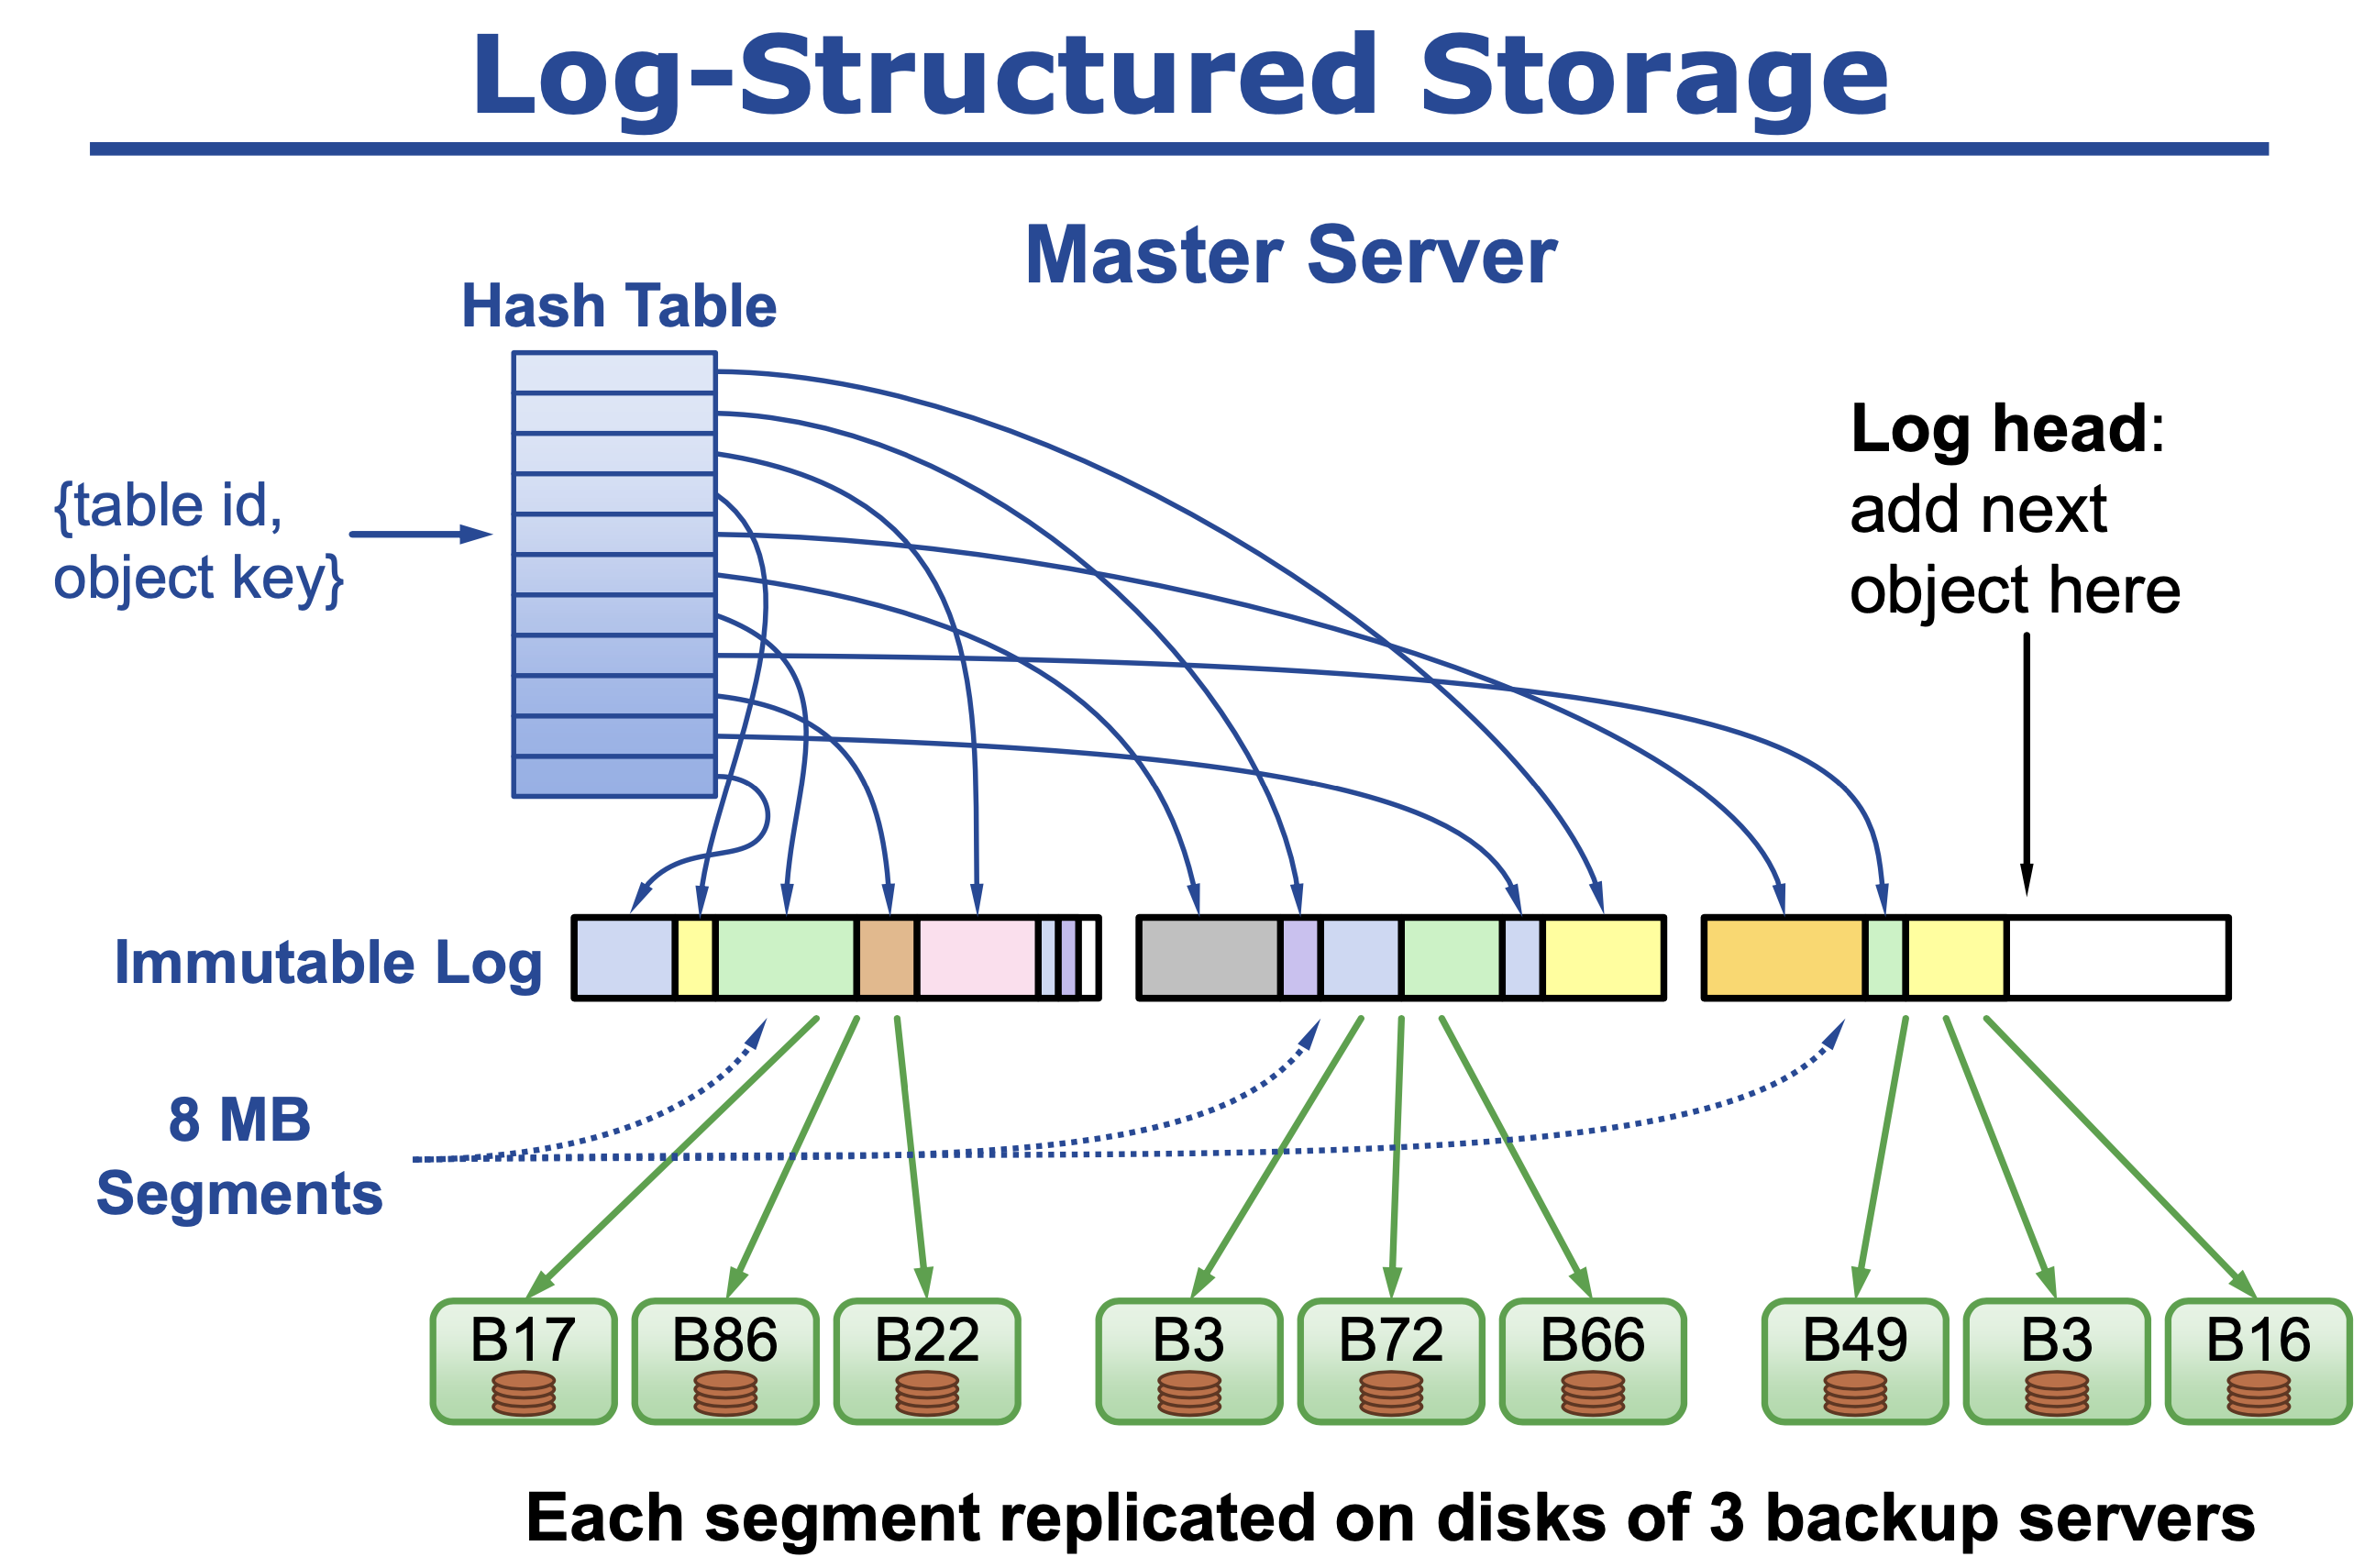 Log-Structured Storage
Master Server
Hash Table
{table id,
object key}
Log head:
add next
object here
Immutable Log
8 MB
Segments
B17
B86
B22
B3
B72
B66
B49
B3
B16
Each segment replicated on disks of 3 backup servers